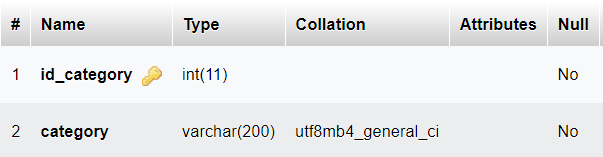 # Name Type Collation Attributes Null
1 id_category int(11) No
2 category varchar(200) utf8mb4_general_ci No